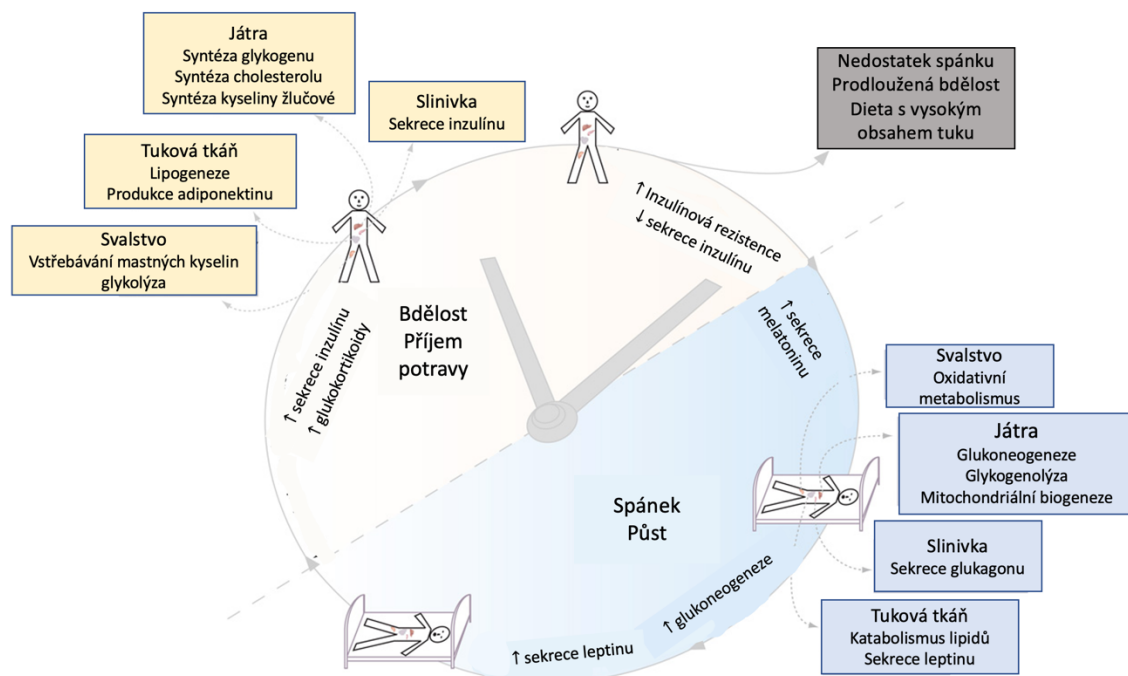 Játra
Syntéza glykogenu
Syntéza cholesterolu
Syntéza kyseliny žlučové
Slinivka
Sekrece inzulínu
Nedostatek spánku
Prodloužená bdělost
Dieta s vysokým
obsahem tuku
Tuková tkáň
Lipogeneze
Produkce adiponektinu
Svalstvo
Vstřebávání mastných kyselin
glykolýza
↑ Inzulínová rezistence
↓ sekrece inzulínu
Bdělost
Příjem
potravy
↑ sekrece inzulínu
↑ glukokortikoidy
↑ sekrece
melatoninu
Svalstvo
Oxidativní
metabolismus
Játra
Glukoneogeneze
Glykogenolýza
Mitochondriální biogeneze
Spánek
Půst
Slinivka
Sekrece glukagonu
↑ glukoneogeneze
↑ sekrece leptinu
Tuková tkáň
Katabolismus lipidů
Sekrece leptinu